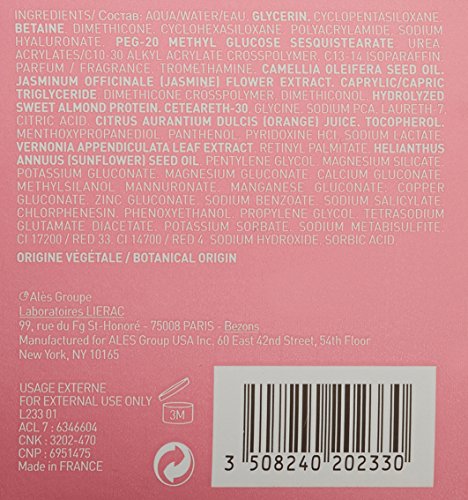 INGREDIENTS/ Состав: AQUA/WATER/EAU, GLYCERIN, CYCLOPENTASILOXANE,
BETAINE, DIMETHICONE, CYCLOHEXASILOXANE, POLYACRYLAMIDE, SODIUM
HYALURONATE, PEG-20 METHYL GLUCOSE SESQUISTEARATE, UREA,
ACRYLATES/C10-30 ALKYL ACRYLATE CROSSPOLYMER, C13-14 ISOPARAFFIN,
PARFUM / FRAGRANCE, TROMETHAMINE, CAMELLIA OLEIFERA SEED OIL,
JASMINUM OFFICINALE (JASMINE) FLOWER EXTRACT, CAPRYLIC/CAPRIC
TRIGLYCERIDE DIMETHICONE CROSSPOLYMER, DIMETHICONOL, HYDROLYZED
SWEET ALMOND PROTEIN, CETEARETH-30, GLYCINE, SODIUM PCA LAURETH-7,
CITRIC ACID, CITRUS AURANTIUM DULCIS (ORANGE) JUICE, TOCOPHEROL,
MENTHOXYPROPANEDIOL, PANTHENOL, PYRIDOXINE HCI, SODIUM LACTATE,
VERNONIA APPENDICULATA LEAF EXTRACT, RETINYL PALMITATE, HELIANTHUS
ANNUUS (SUNFLOWER) SEED OIL, PENTYLENE GLYCOL, MAGNESIUM SILICATE,
POTASSIUM GLUCONATE, MAGNESIUM GLUCONATE, CALCIUM GLUCONATE,
METHYLSILANOL MANNURONATE, MANGANESE GLUCONATE, COPPER
GLUCONATE, ZINC GLUCONATE, SODIUM BENZOATE, SODIUM SALICYLATE,
CHLORPHENESIN, PHENOXYETHANOL, PROPYLENE GLYCOL, TETRASODIUM
GLUTAMATE DIACETATE, POTASSIUM SORBATE, SODIUM METABISULFITE,
CI 17200 / RED 33, CI 14700 / RED 4, SODIUM HYDROXIDE, SORBIC ACID.
ORIGINE VÉGÉTALE / BOTANICAL ORIGIN
© Alès Groupe
Laboratoires LIERAC
99, rue du Fg St-Honoré - 75008 PARIS - Bezons
Manufactured for ALES Group USA Inc. 60 East 42nd Street, 54th Floor
New York, NY 10165
USAGE EXTERNE
FOR EXTERNAL USE ONLY
L233 01
ACL 7 : 6346604
CNK : 3202-470
CNP : 6951475
Made in FRANCE
3M
3 508240 202330